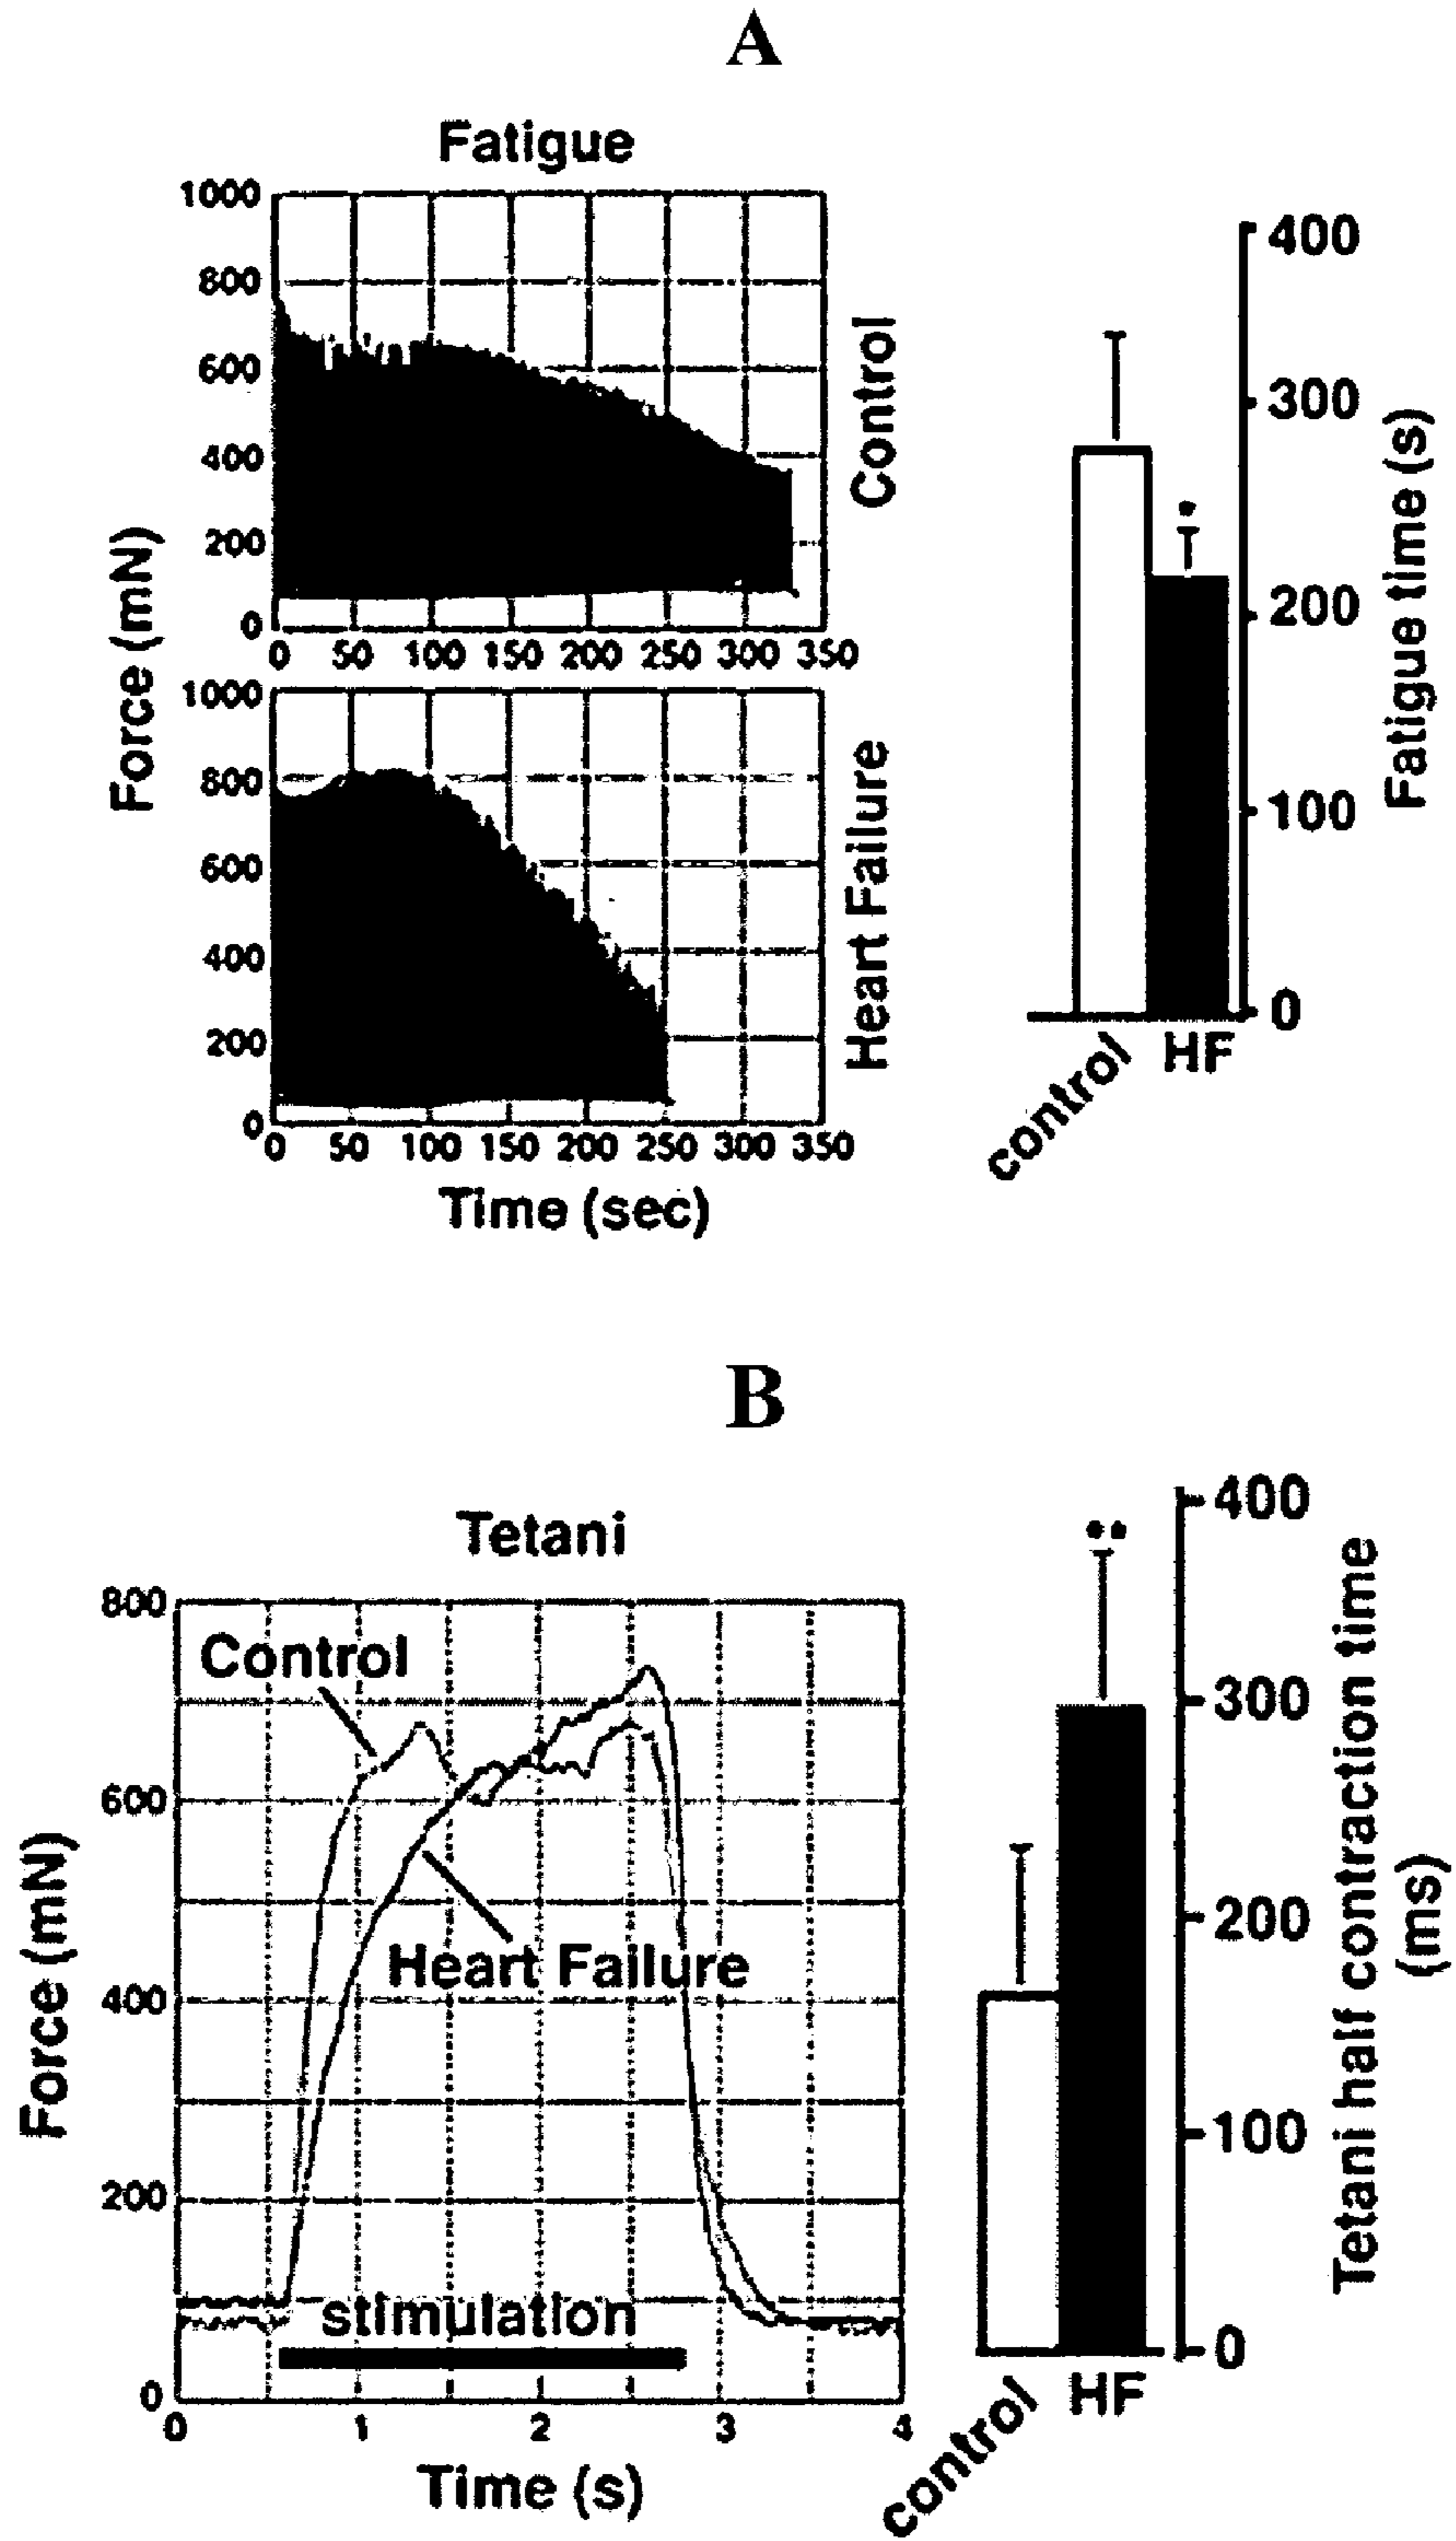 A
Fatigue
1000
800
600
400
200
0
0 50 100 150 200 250 300 350
Control
1000
800
600
400
200
0
0 50 100 150 200 250 300 350
Heart Failure
Force (mN)
Time (sec)
400
300
200
100
0
Fatigue time (s)
control
HF
*
B
Tetani
800
600
400
200
0
0 1 2 3 4
Control
Heart Failure
stimulation
Force (mN)
Time (s)
**
400
300
200
100
0
Tetani half contraction time
(ms)
control
HF